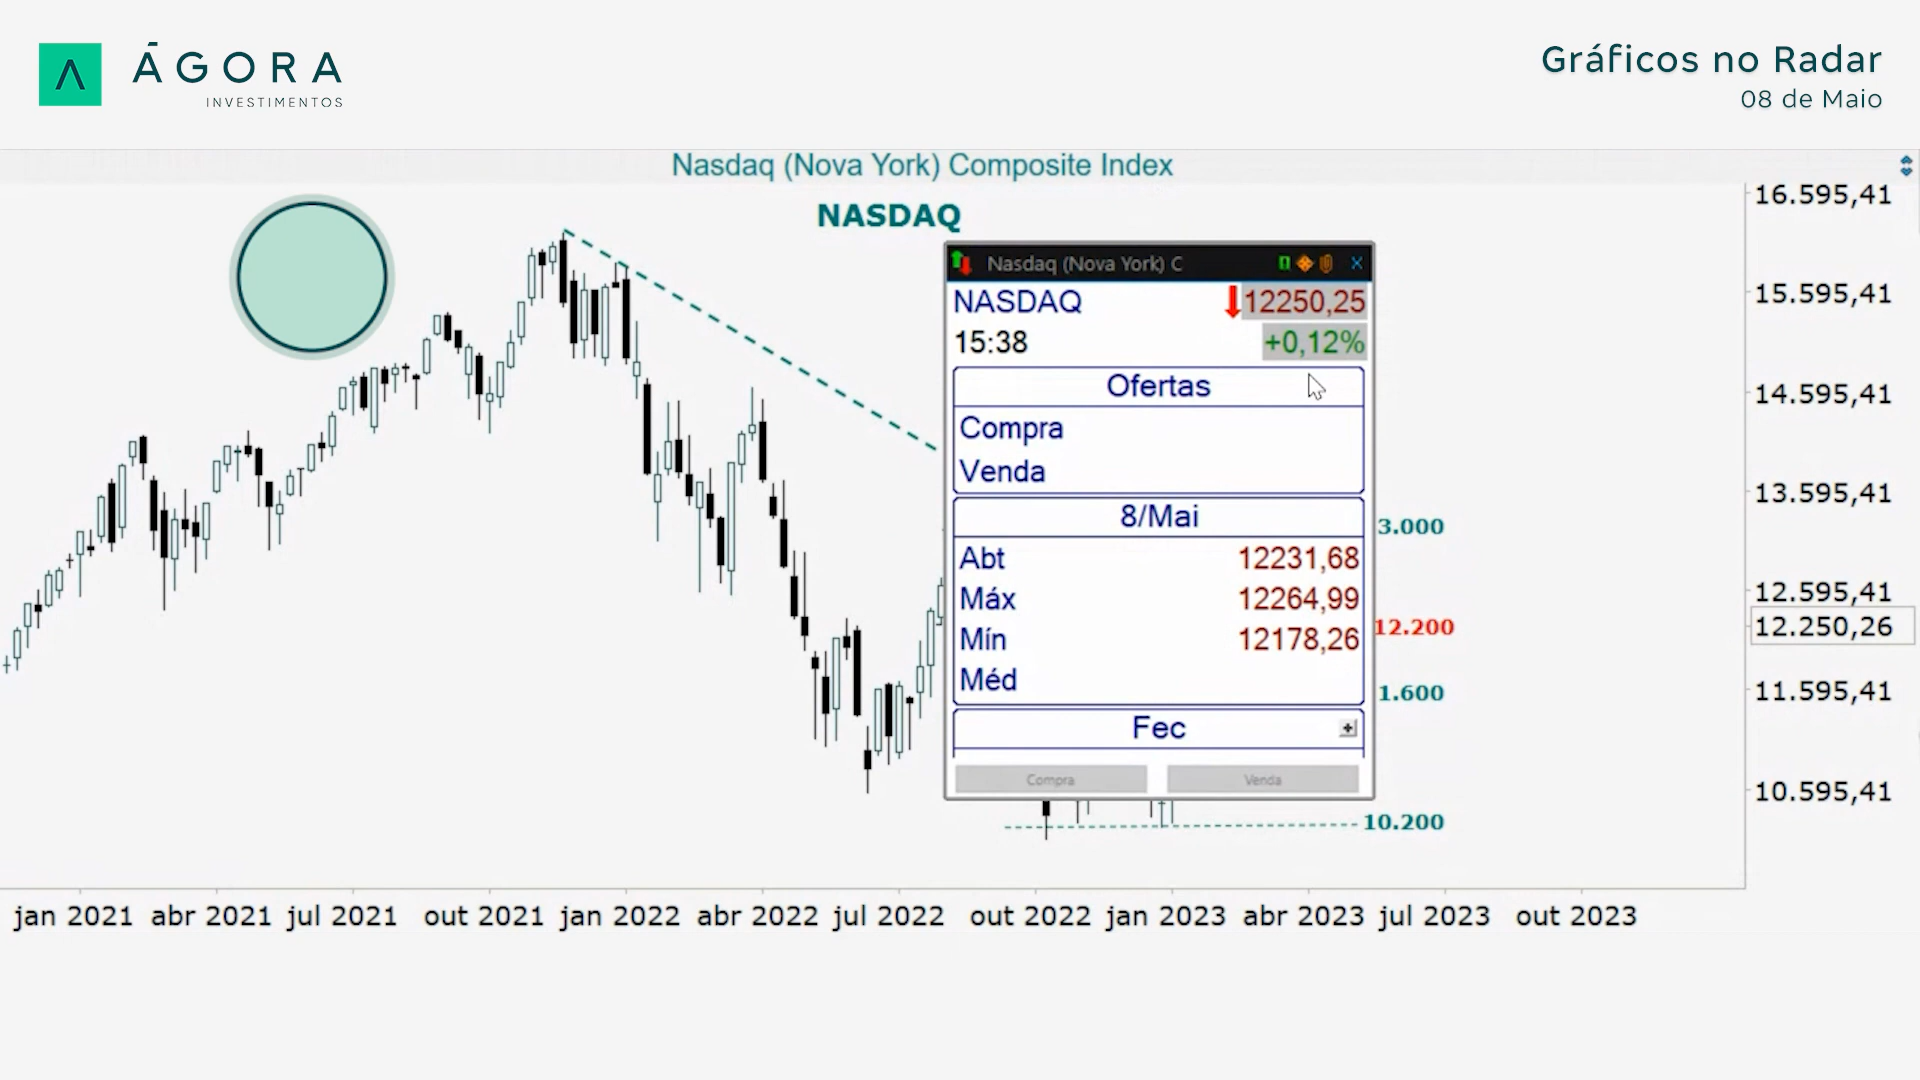 ÁGORA
INVESTIMENTOS
Gráficos no Radar
08 de Maio
Nasdaq (Nova York) Composite Index
NASDAQ
16.595,41
15.595,41
14.595,41
13.595,41
12.595,41
12.250,26
11.595,41
10.595,41
Nasdaq (Nova York) C
NASDAQ 12250,25
15:38 +0,12%
Ofertas
Compra
Venda
8/Mai
Abt 12231,68
Máx 12264,99
Mín 12178,26
Méd
Fec
Compra Venda
3.000
12.200
1.600
10.200
jan 2021 abr 2021 jul 2021 out 2021 jan 2022 abr 2022 jul 2022 out 2022 jan 2023 abr 2023 jul 2023 out 2023